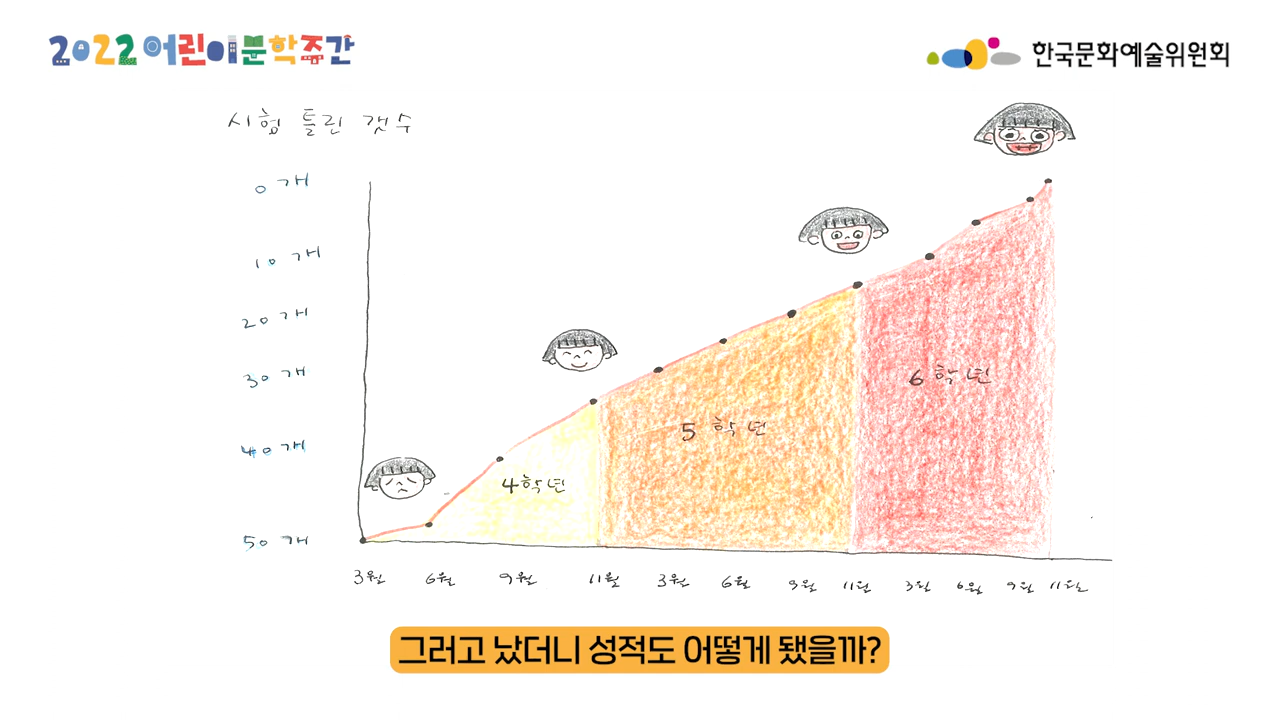 2022 어린이문학주간
한국문화예술위원회
시험 틀린 갯수
0개
10개
20개
30개
40개
50개
4학년
5 학년
6학년
3월 6월 9월 11월 3월 6월 9월 11월 3월 6월 9월 11월
그러고 났더니 성적도 어떻게 됐을까?